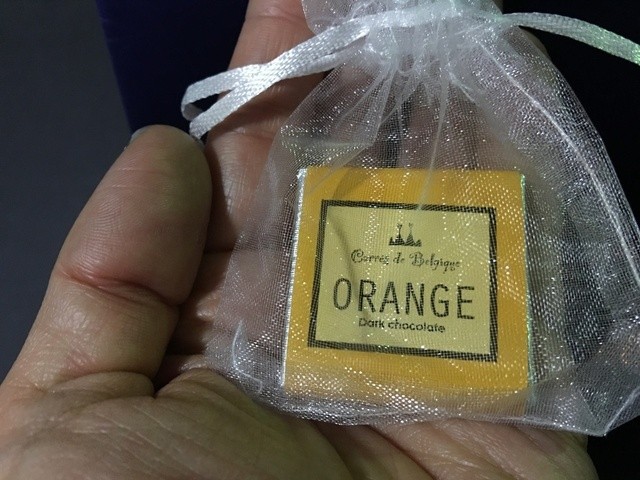 Carrés de Belgique
ORANGE
Dark chocolate